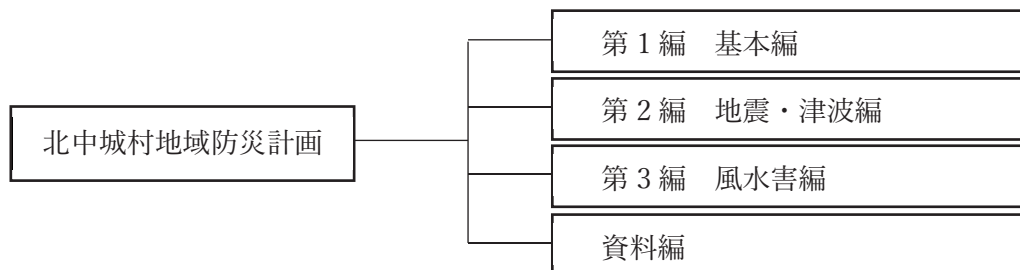 北中城村地域防災計画
第1編　基本編
第2編　地震・津波編
第3編　風水害編
資料編